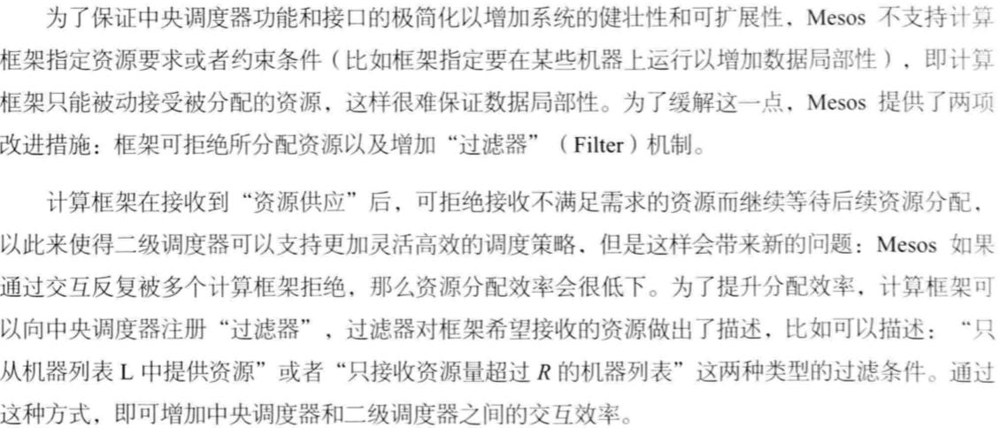 为了保证中央调度器功能和接口的极简化以增加系统的健壮性和可扩展性，Mesos 不支持计算
框架指定资源要求或者约束条件（比如框架指定要在某些机器上运行以增加数据局部性），即计算
框架只能被动接受被分配的资源，这样很难保证数据局部性。为了缓解这一点，Mesos 提供了两项
改进措施：框架可拒绝所分配资源以及增加“过滤器”（Filter）机制。
计算框架在接收到“资源供应”后，可拒绝接收不满足需求的资源而继续等待后续资源分配，
以此来使得二级调度器可以支持更加灵活高效的调度策略，但是这样会带来新的问题：Mesos 如果
通过交互反复被多个计算框架拒绝，那么资源分配效率会很低下。为了提升分配效率，计算框架可
以向中央调度器注册“过滤器”，过滤器对框架希望接收的资源做出了描述，比如可以描述：“只
从机器列表 L 中提供资源”或者“只接收资源量超过 R 的机器列表”这两种类型的过滤条件。通过
这种方式，即可增加中央调度器和二级调度器之间的交互效率。